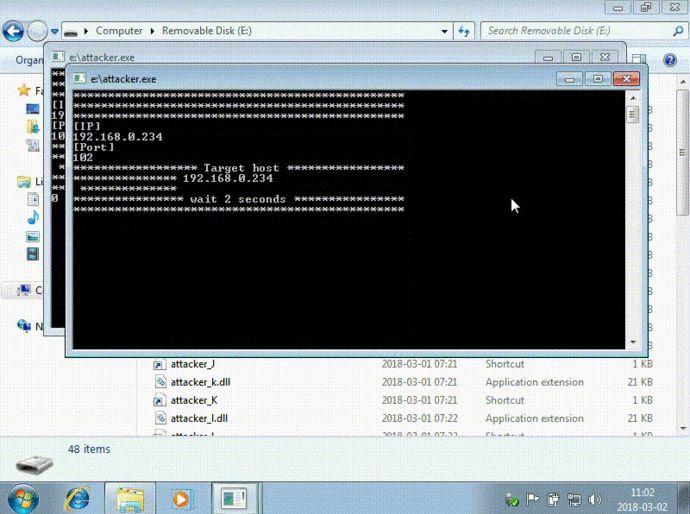 Computer ▸ Removable Disk (E:)
Search Removable Disk (E:)
Organ
e:\attacker.exe
e:\attacker.exe
***************************************************
***************************************************
[IP]
192.168.0.234
[Port]
102
******************* Target host ******************
**************** 192.168.0.234
***************
***************** wait 2 seconds *****************
***************************************************
Fa
Li
C
N
attacker_J 2018-03-01 07:21 Shortcut 1 KB
attacker_k.dll 2018-03-01 07:21 Application extension 21 KB
attacker_K 2018-03-01 07:21 Shortcut 1 KB
attacker_l.dll 2018-03-01 07:22 Application extension 21 KB
48 items
11:02
2018-03-02